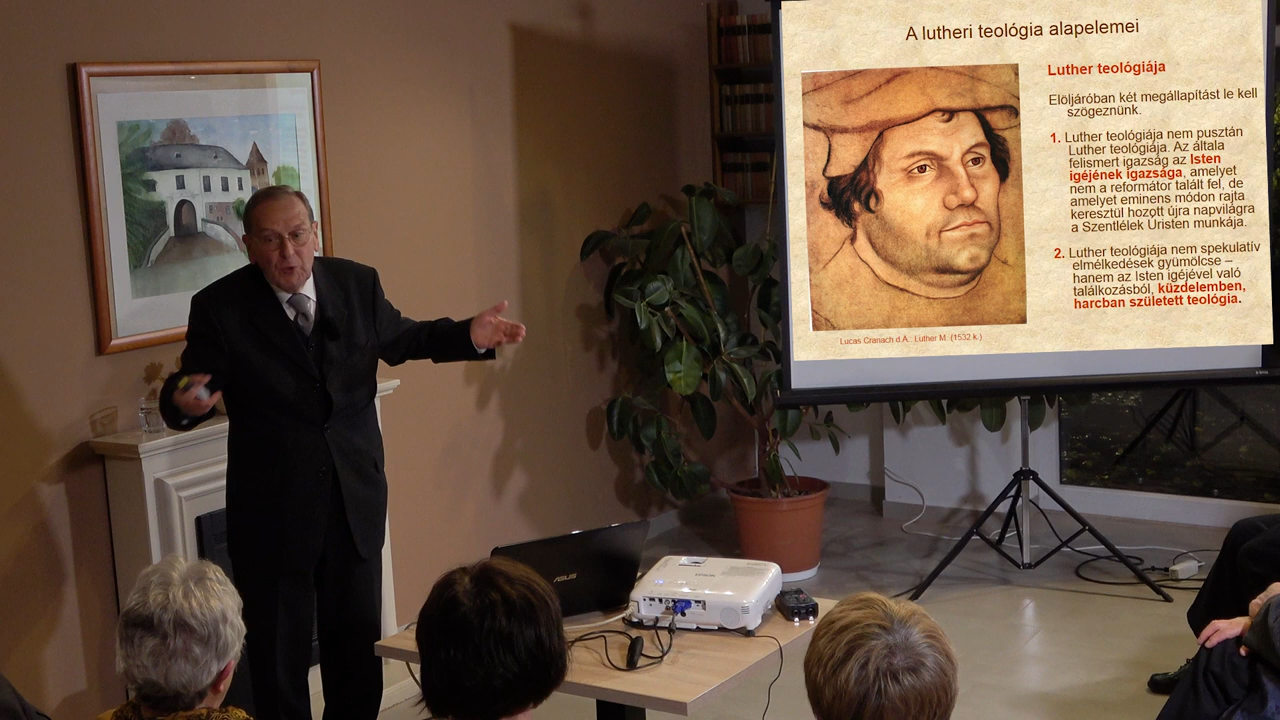 A lutheri teológia alapelemei
Luther teológiája
Elöljáróban két megállapítást le kell
szögeznünk.
1. Luther teológiája nem pusztán
Luther teológiája. Az általa
felismert igazság az Isten
igéjének igazsága, amelyet
nem a reformátor talált fel, de
amelyet eminens módon rajta
keresztül hozott újra napvilágra
a Szentlélek Úristen munkája.
2. Luther teológiája nem spekulatív
elmélkedések gyümölcse –
hanem az Isten igéjével való
találkozásból, küzdelemben,
harcban született teológia.
Lucas Cranach d.Ä.: Luther M. (1532 k.)
ASUS